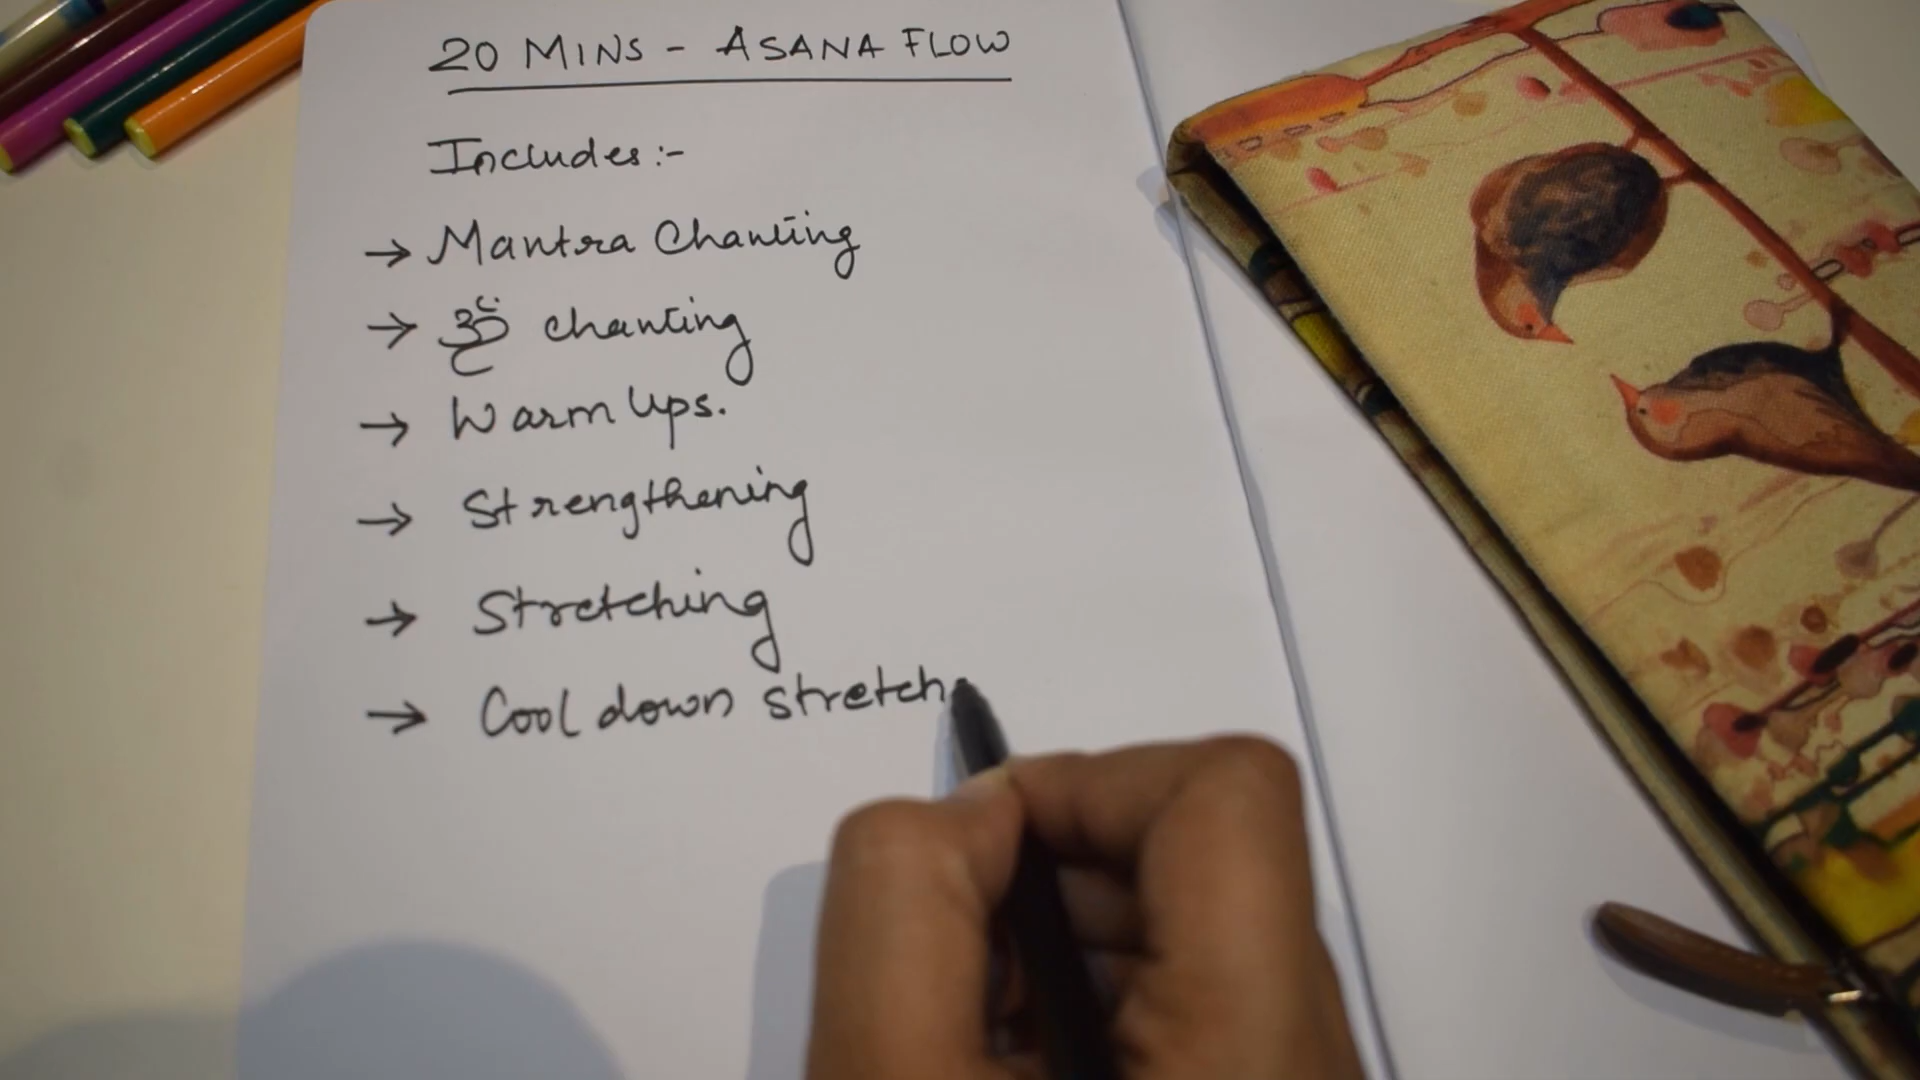 20 MINS - ASANA FLOW
Includes :-
→ Mantra Chanting
→ ॐ chanting
→ Warm Ups.
→ Strengthening
→ Stretching
→ Cool down stretch